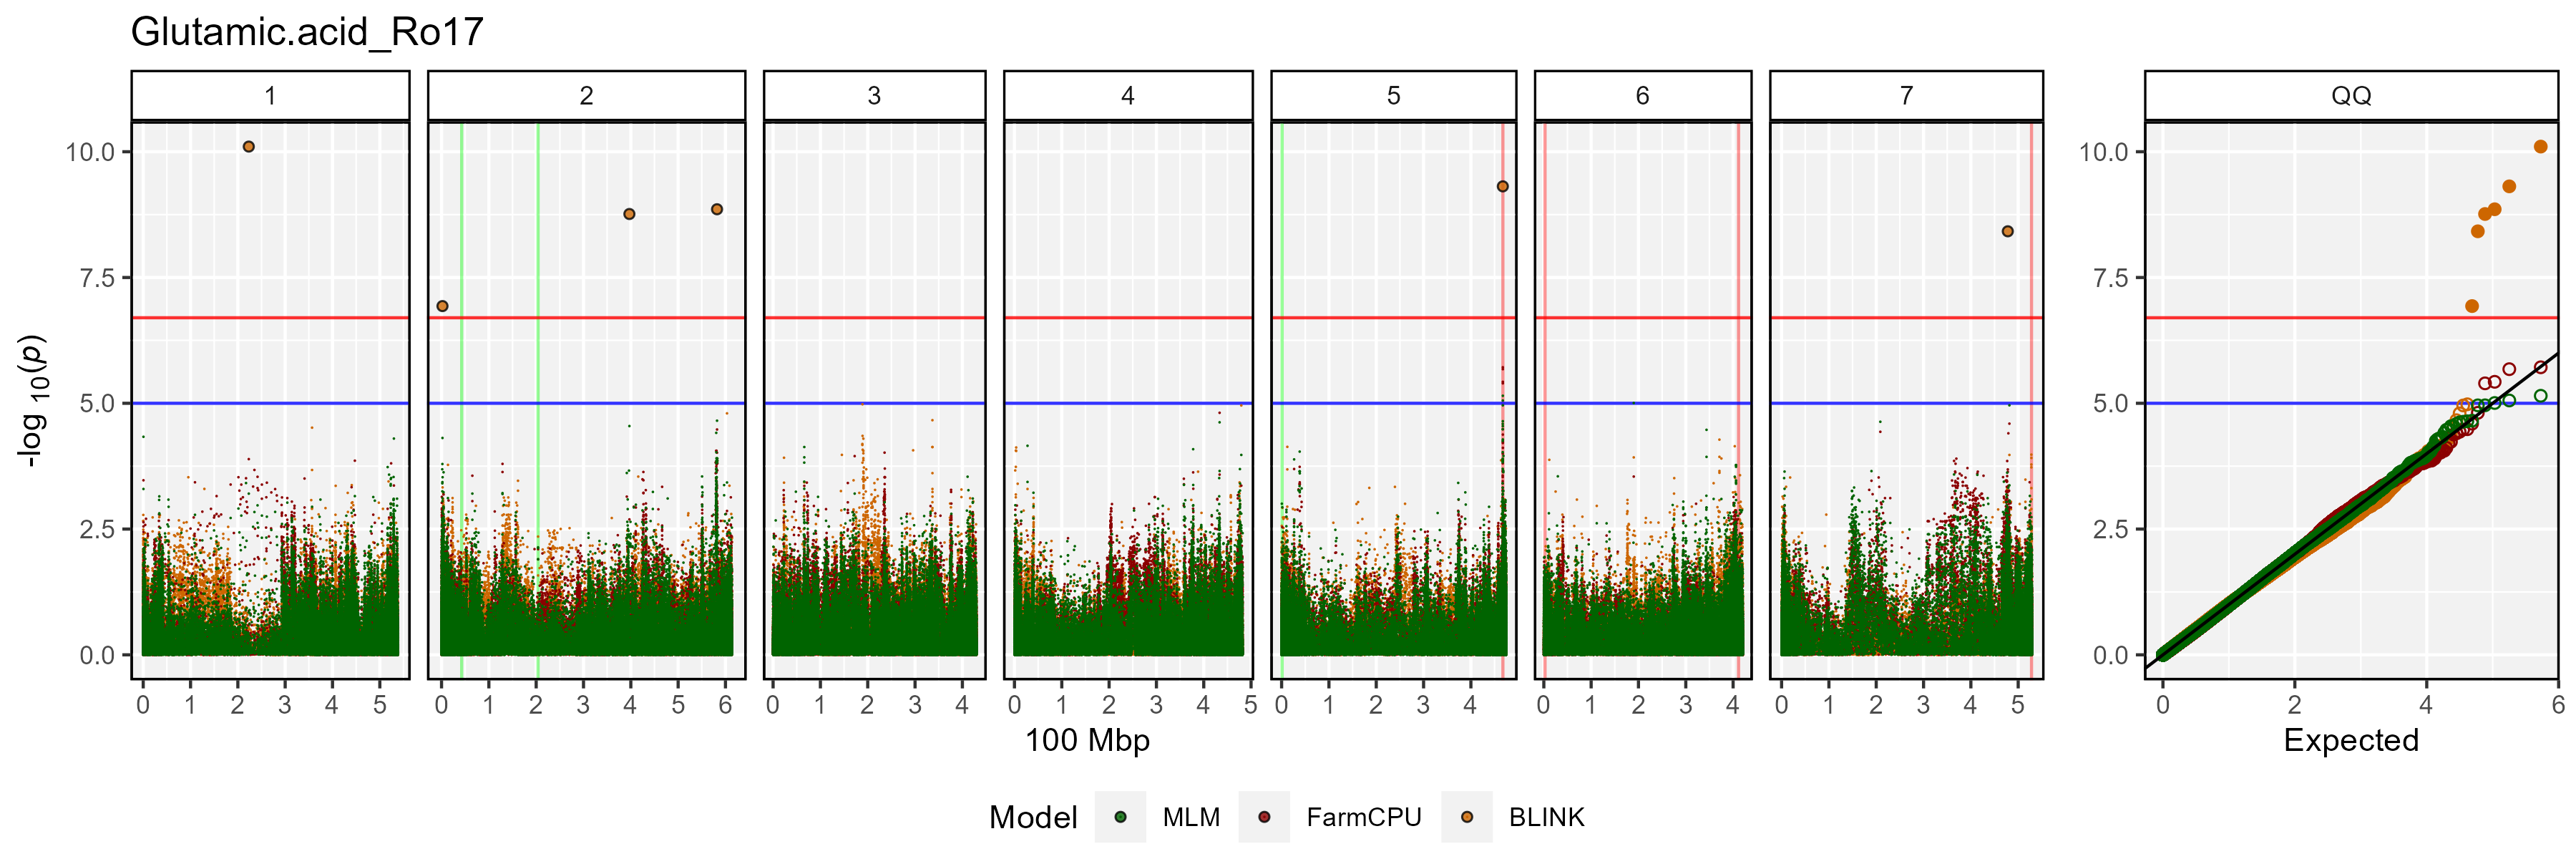 Glutamic.acid_Ro17
1 2 3 4 5 6 7 QQ
10.0 7.5 5.0 2.5 0.0
-log 10(p)
10.0 7.5 5.0 2.5 0.0
0 1 2 3 4 5 0 1 2 3 4 5 6 0 1 2 3 4 0 1 2 3 4 5 0 1 2 3 4 0 1 2 3 4 0 1 2 3 4 5 0 2 4 6
100 Mbp Expected
Model MLM FarmCPU BLINK